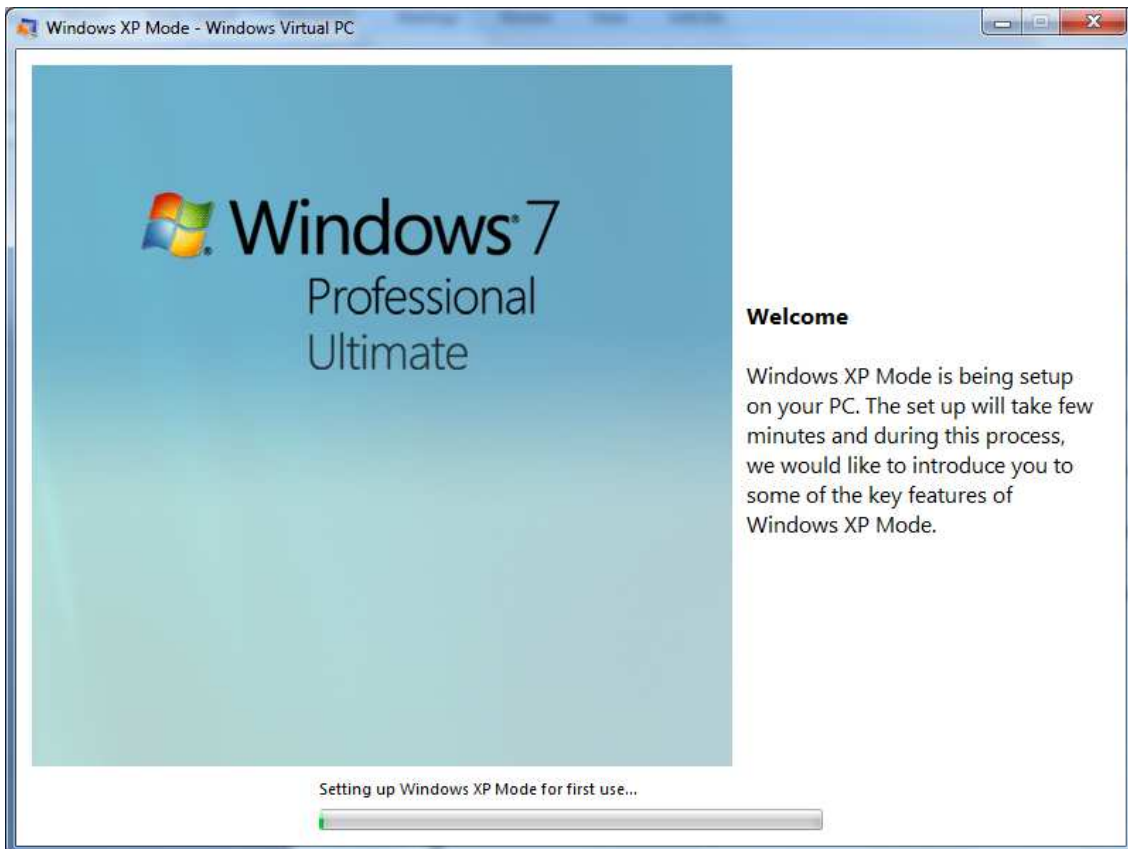 Windows XP Mode - Windows Virtual PC
Windows 7
Professional
Ultimate
Welcome
Windows XP Mode is being setup
on your PC. The set up will take few
minutes and during this process,
we would like to introduce you to
some of the key features of
Windows XP Mode.
Setting up Windows XP Mode for first use...